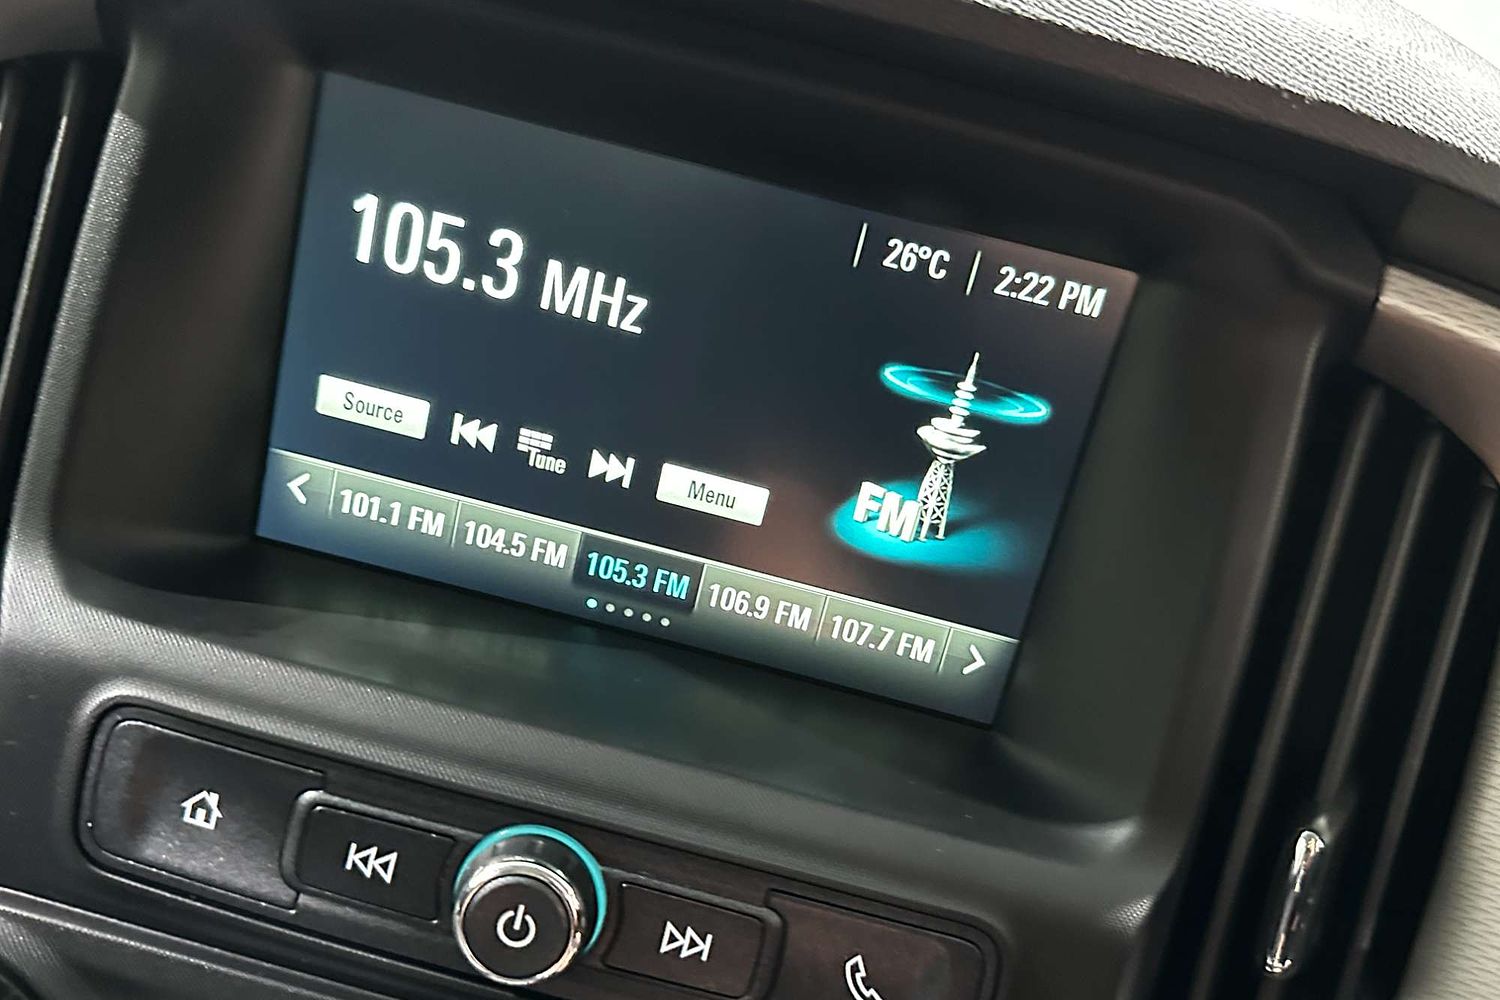 26°C 2:22 PM
105.3 MHz
Source Tune Menu
FM
101.1 FM 104.5 FM 105.3 FM 106.9 FM 107.7 FM